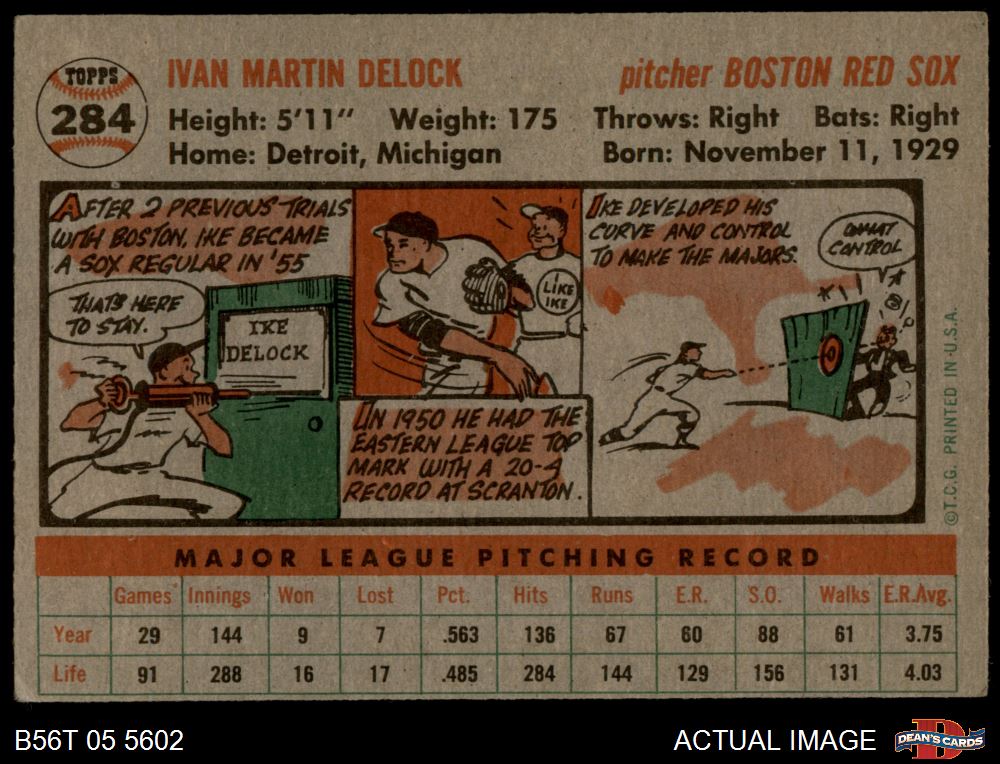 TOPPS
284
IVAN MARTIN DELOCK
pitcher BOSTON RED SOX
Height: 5'11" Weight: 175 Throws: Right Bats: Right
Home: Detroit, Michigan Born: November 11, 1929
AFTER 2 PREVIOUS TRIALS
WITH BOSTON, IKE BECAME
A SOX REGULAR IN '55
THAT'S HERE
TO STAY.
IKE
DELOCK
I
LIKE
IKE
IN 1950 HE HAD THE
EASTERN LEAGUE TOP
MARK WITH A 20-4
RECORD AT SCRANTON.
IKE DEVELOPED HIS
CURVE AND CONTROL
TO MAKE THE MAJORS.
WHAT
CONTROL
©T.C.G. PRINTED IN U.S.A.
MAJOR LEAGUE PITCHING RECORD
Games Innings Won Lost Pct. Hits Runs E.R. S.O. Walks E.R.Avg.
Year 29 144 9 7 .563 136 67 60 88 61 3.75
Life 91 288 16 17 .485 284 144 129 156 131 4.03
B56T 05 5602
ACTUAL IMAGE
DEAN'S CARDS